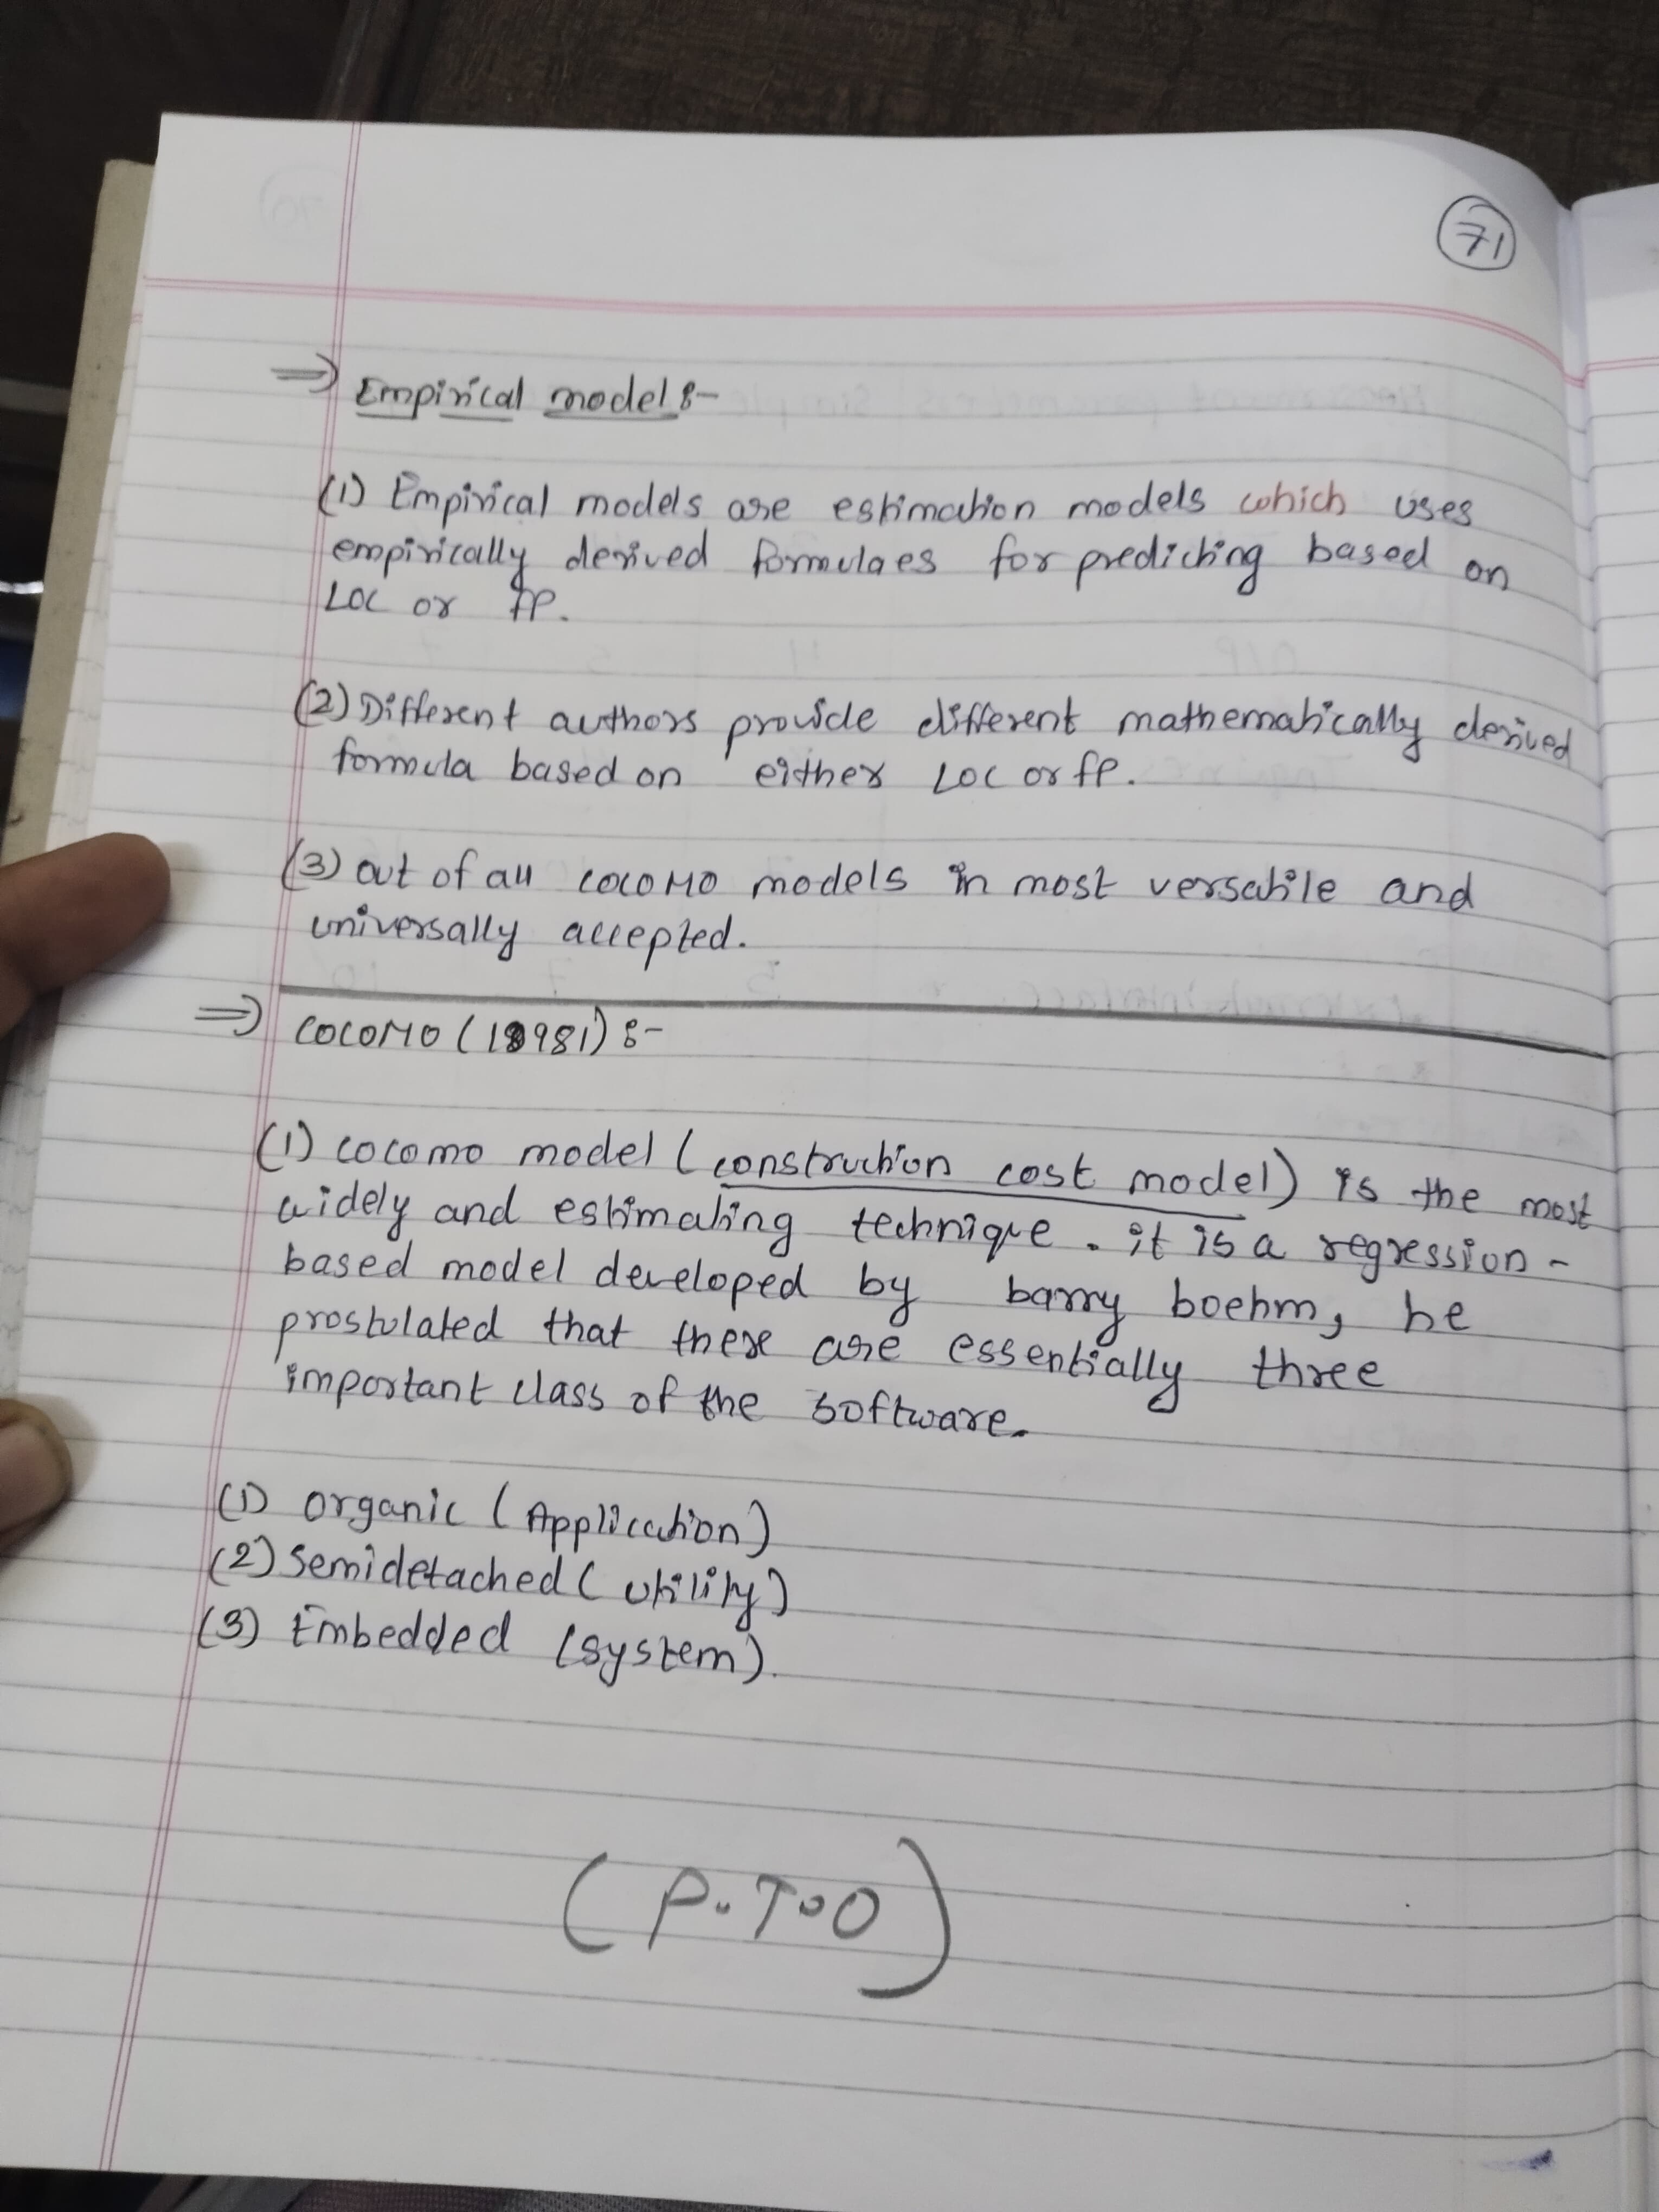 71
⇒ Empirical model :-
(1) Empirical models are estimation models which uses
empirically derived formulaes for predicting based on
LOC or FP.
(2) Different authors provide different mathematically derived
formula based on either LOC or FP.
(3) out of all COCOMO models in most versatile and
universally accepted.
⇒ COCOMO (1981) :-
(1) cocomo model (construction cost model) is the most
widely and estimating technique. it is a regression -
based model developed by barry boehm, he
prostulated that there are essentially three
important class of the software.
(1) organic (Application)
(2) Semidetached (utility)
(3) Embedded (system).
(P.T.O)